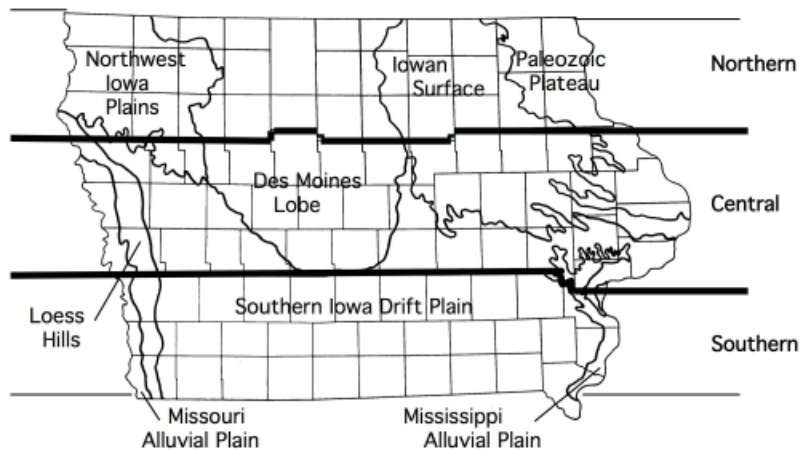 Northwest
Iowa
Plains
Iowan
Surface
Paleozoic
Plateau
Northern
Des Moines
Lobe
Central
Loess
Hills
Southern Iowa Drift Plain
Southern
Missouri
Alluvial Plain
Mississippi
Alluvial Plain